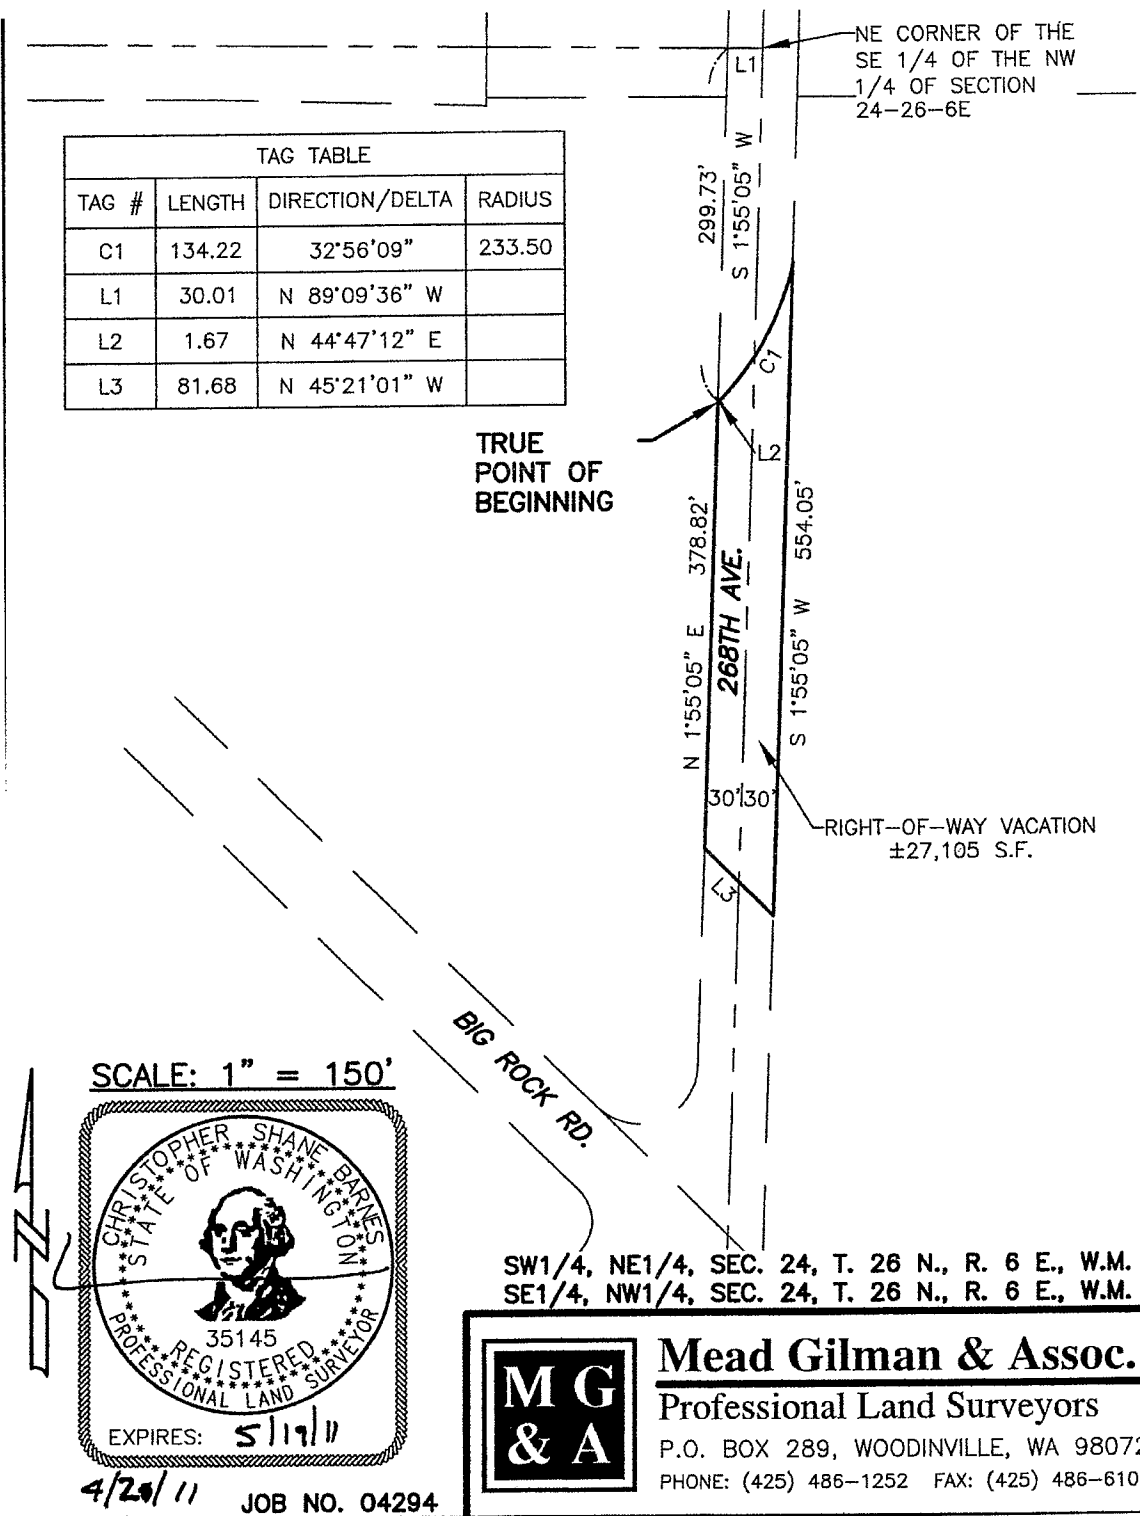 NE CORNER OF THE
SE 1/4 OF THE NW
1/4 OF SECTION
24-26-6E
L1
TAG TABLE
TAG # LENGTH DIRECTION/DELTA RADIUS
C1 134.22 32°56'09" 233.50
L1 30.01 N 89°09'36" W
L2 1.67 N 44°47'12" E
L3 81.68 N 45°21'01" W
299.73'
S 1°55'05" W
C1
TRUE
POINT OF
BEGINNING
L2
N 1°55'05" E 378.82'
268TH AVE.
S 1°55'05" W 554.05'
30' 30'
RIGHT-OF-WAY VACATION
±27,105 S.F.
L3
BIG ROCK RD.
SCALE: 1" = 150'
N
CHRISTOPHER SHANE BARNES
STATE OF WASHINGTON
35145
REGISTERED
PROFESSIONAL LAND SURVEYOR
EXPIRES: 5/19/11
JOB NO. 04294
SW1/4, NE1/4, SEC. 24, T. 26 N., R. 6 E., W.M.
SE1/4, NW1/4, SEC. 24, T. 26 N., R. 6 E., W.M.
M G
& A
Mead Gilman & Assoc.
Professional Land Surveyors
P.O. BOX 289, WOODINVILLE, WA 98072
PHONE: (425) 486-1252 FAX: (425) 486-610